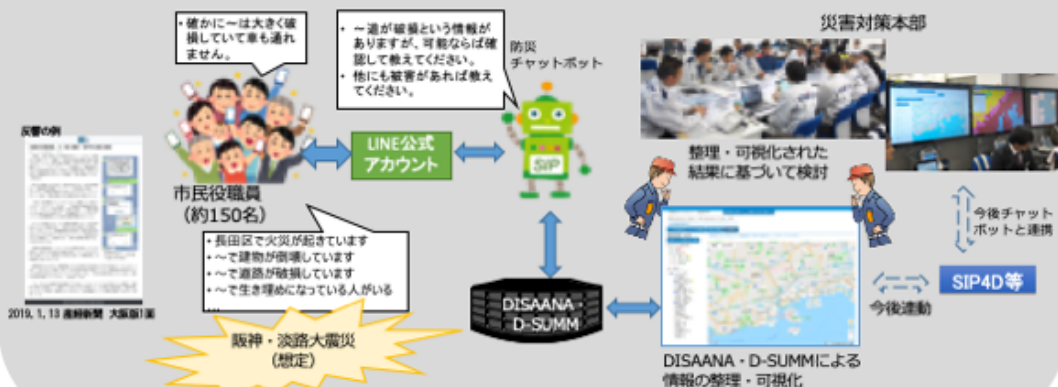 災害対策本部
・確かに～は大きく破
損していて車も通れ
ません。
・～道が破損という情報が
ありますが、可能ならば確
認して教えてください。
・他にも被害があれば教え
てください。
防災
チャットボット
反響の例
LINE公式
アカウント
SIP
整理・可視化された
結果に基づいて検討
市民役職員
（約150名）
今後チャット
ボットと連携
・長田区で火災が起きています
・～で建物が倒壊しています
・～で道路が破損しています
・～で生き埋めになっている人がいる
...
2019. 1. 13 産経新聞 大阪版1面
DISAANA・
D-SUMM
SIP4D等
今後連動
阪神・淡路大震災
（想定）
DISAANA・D-SUMMによる
情報の整理・可視化